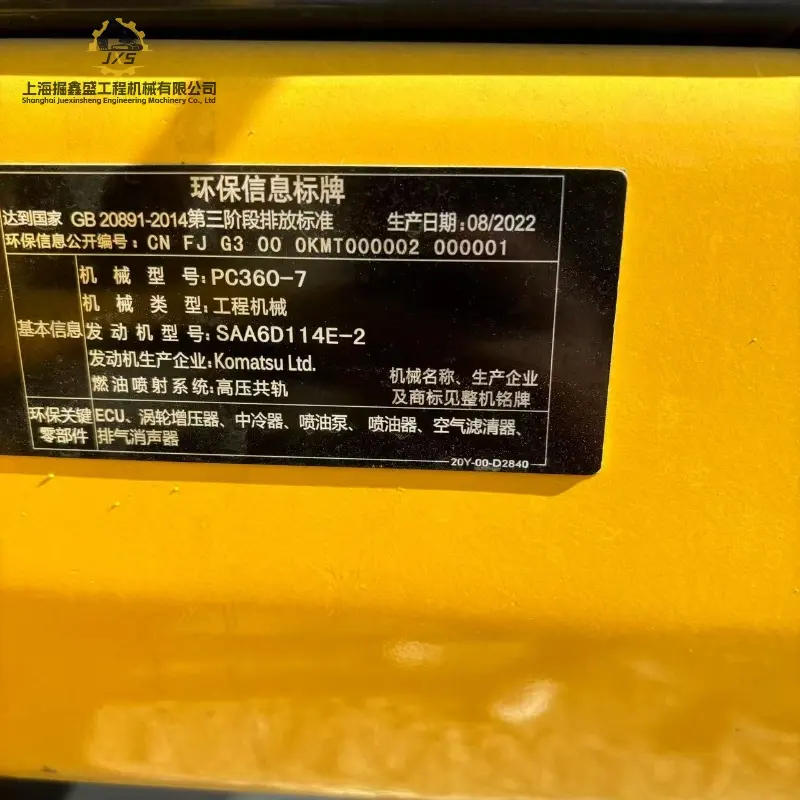 JXS
上海掘鑫盛工程机械有限公司
Shanghai Juexinsheng Engineering Machinery Co., Ltd
环保信息标牌
达到国家 GB 20891-2014第三阶段排放标准 生产日期:08/2022
环保信息公开编号: CN FJ G3 00 0KMT000002 000001
基本信息
机械型号:PC360-7
机械类型:工程机械
发动机型号:SAA6D114E-2
发动机生产企业:Komatsu Ltd.
燃油喷射系统:高压共轨
机械名称、生产企业
及商标见整机铭牌
环保关键
零部件
ECU、涡轮增压器、中冷器、喷油泵、喷油器、空气滤清器、
排气消声器
20Y-00-D2840